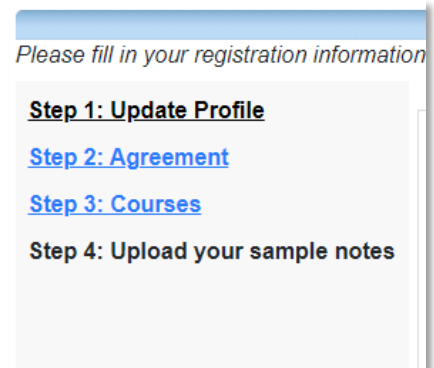 Please fill in your registration information
Step 1: Update Profile
Step 2: Agreement
Step 3: Courses
Step 4: Upload your sample notes